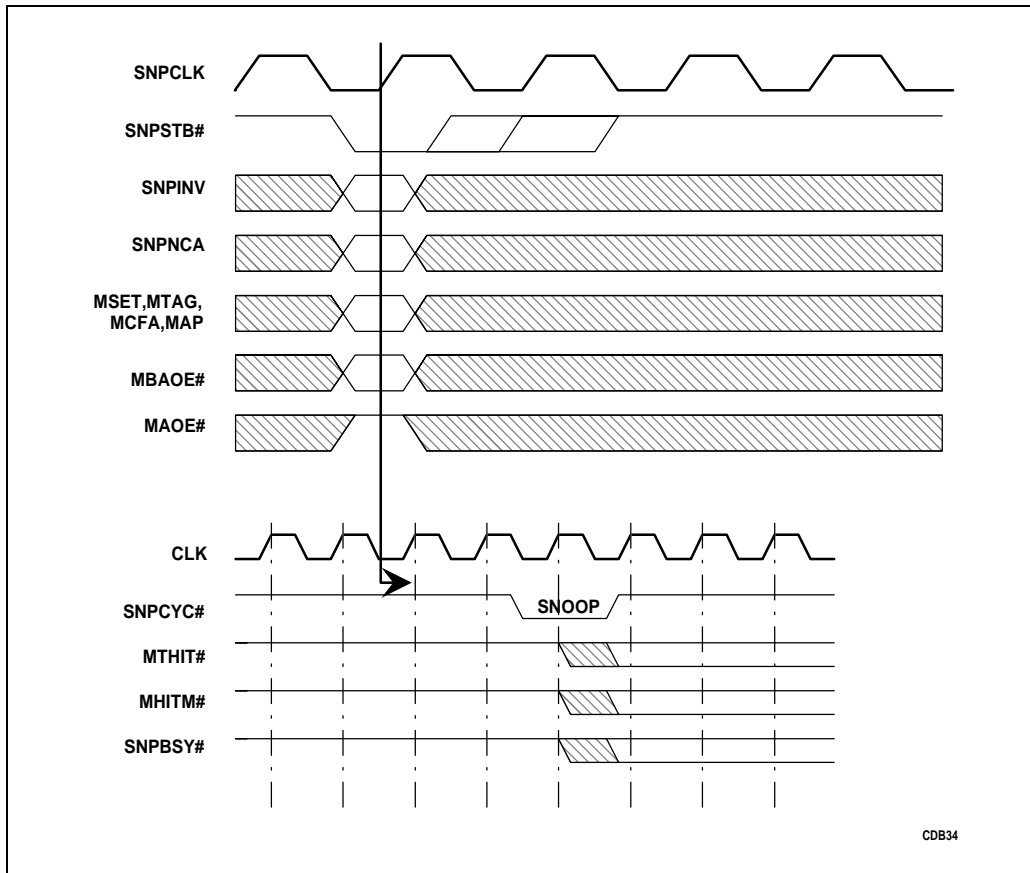 SNPCLK
SNPSTB#
SNPINV
SNPNCA
MSET,MTAG,
MCFA,MAP
MBAOE#
MAOE#
CLK
SNPCYC#
SNOOP
MTHIT#
MHITM#
SNPBSY#
CDB34